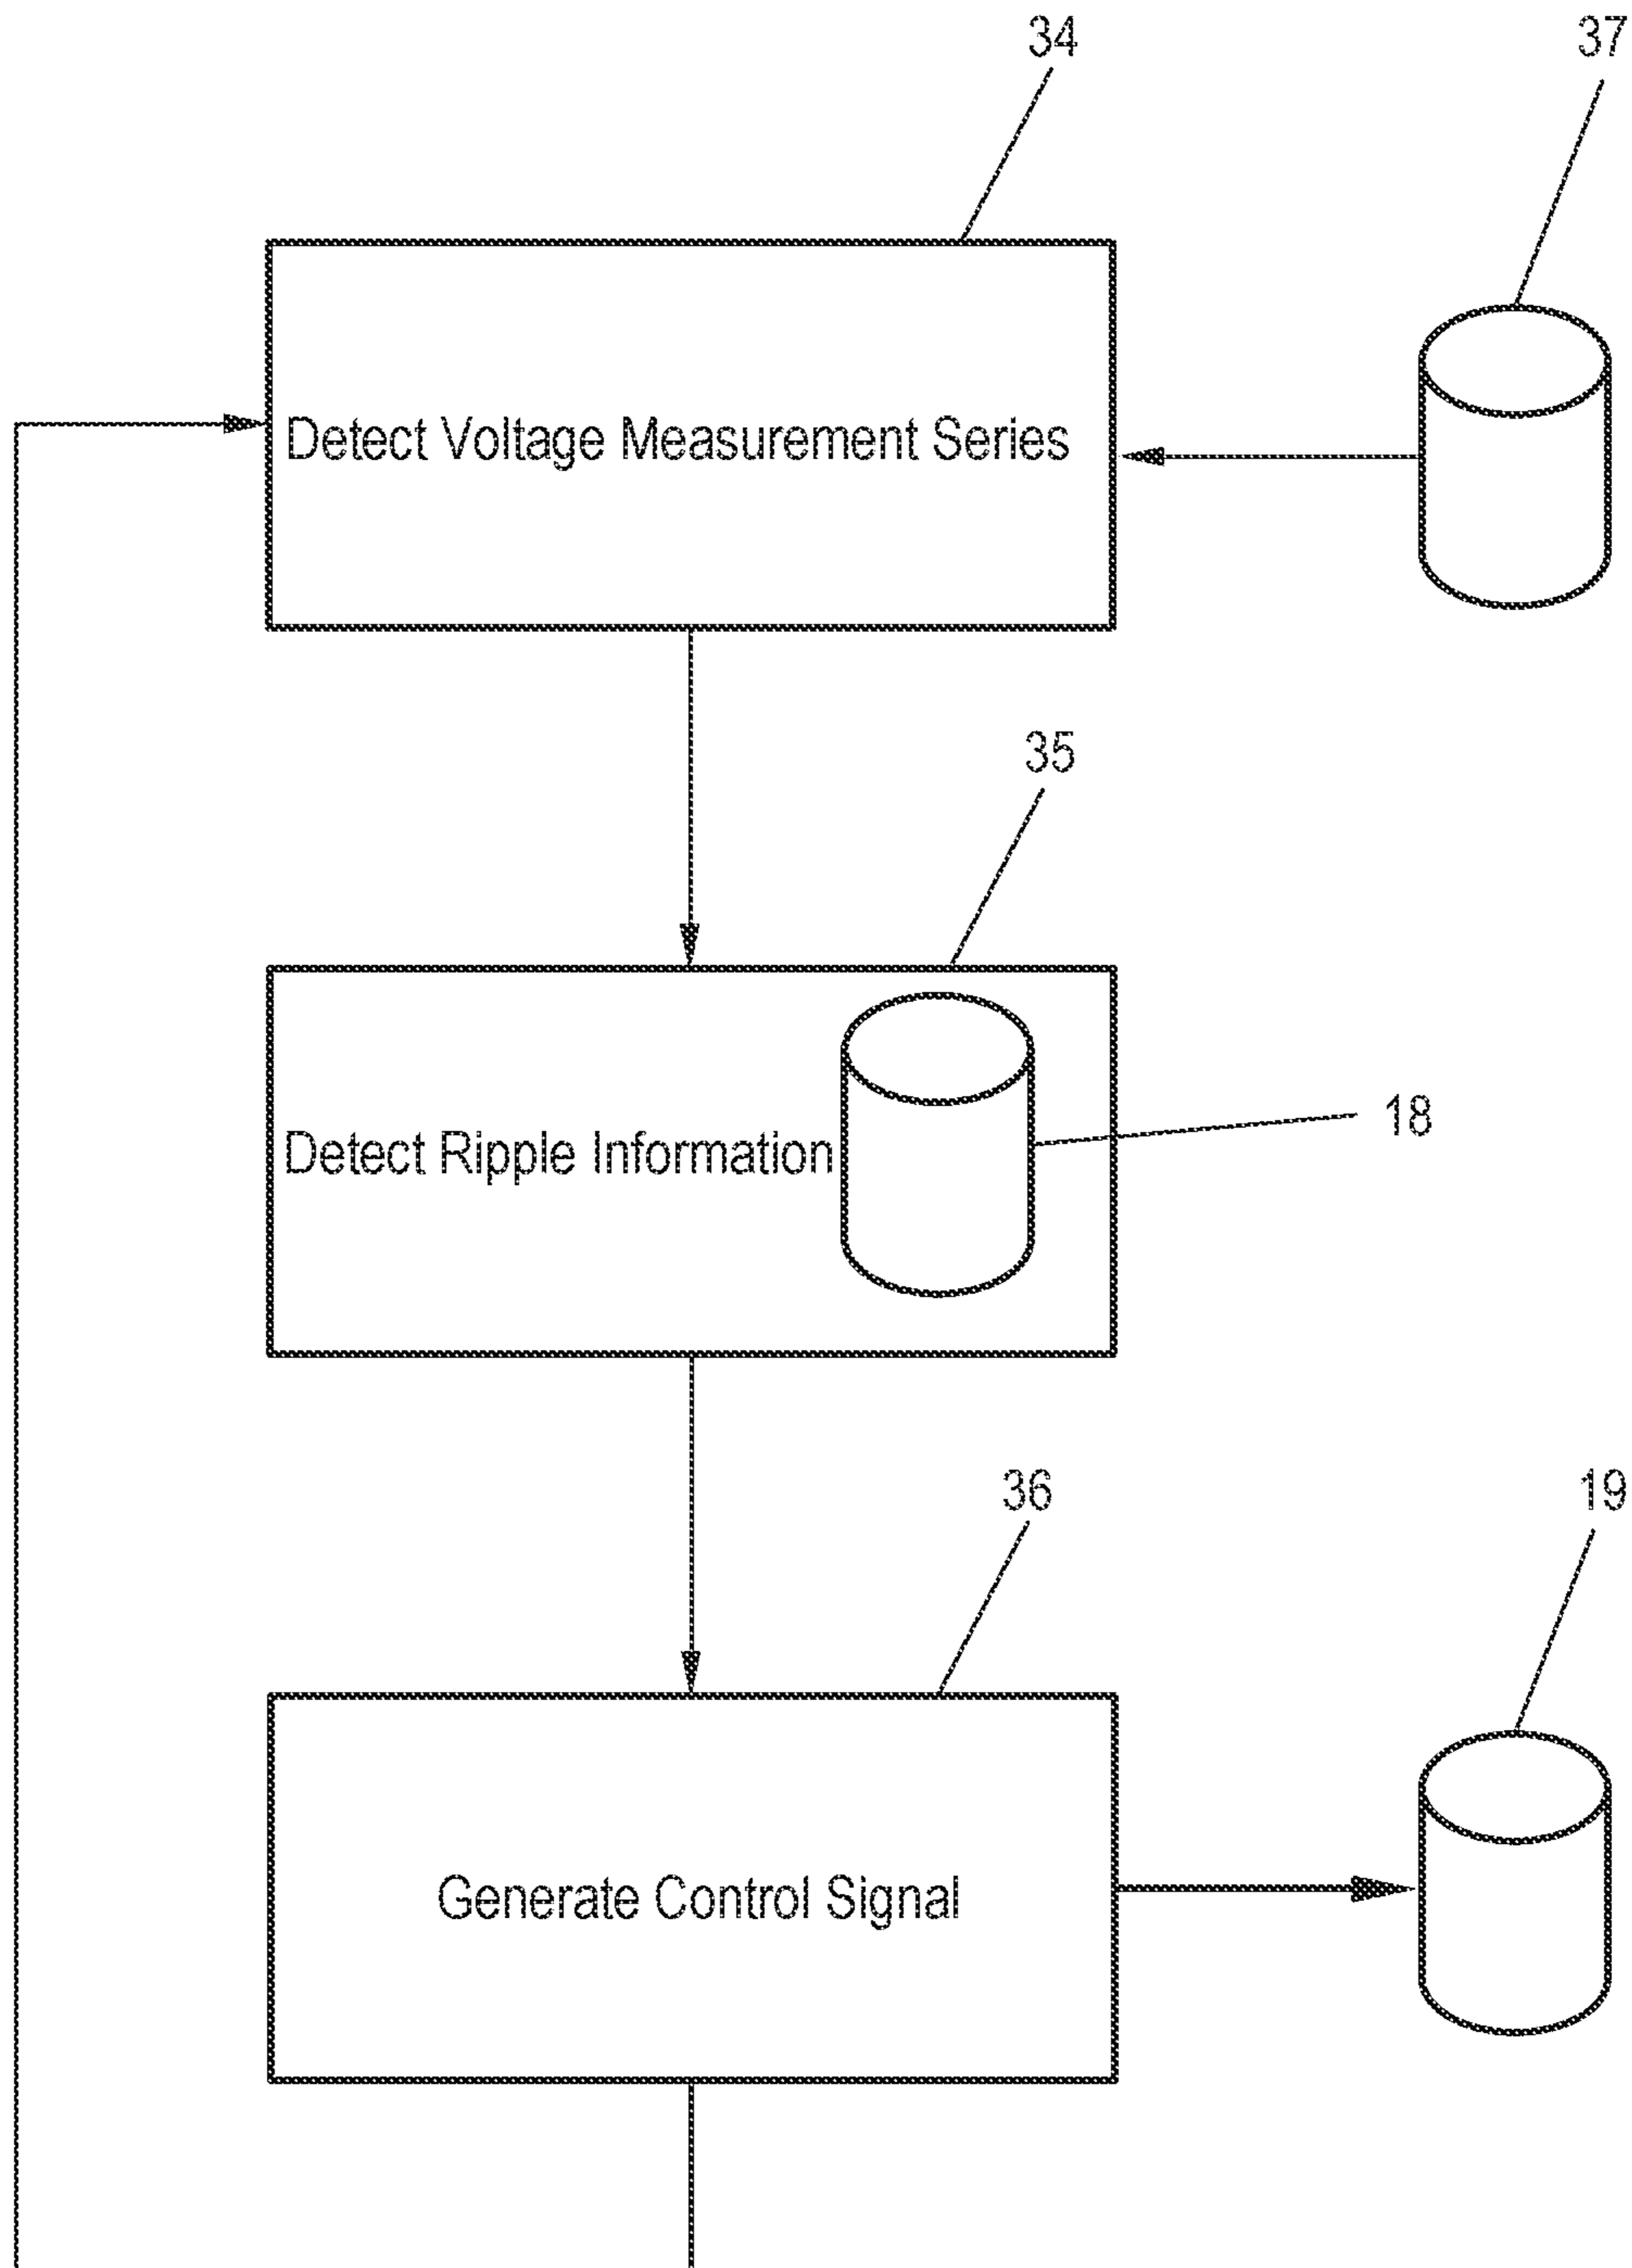 34
37
Detect Voltage Measurement Series
35
Detect Ripple Information
18
36
19
Generate Control Signal